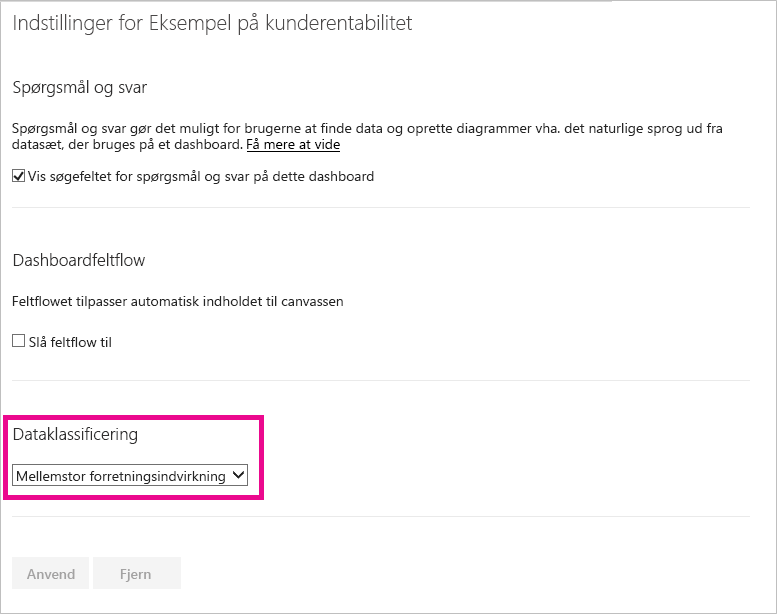 Indstillinger for Eksempel på kunderentabilitet
Spørgsmål og svar
Spørgsmål og svar gør det muligt for brugerne at finde data og oprette diagrammer vha. det naturlige sprog ud fra
datasæt, der bruges på et dashboard. Få mere at vide
Vis søgefeltet for spørgsmål og svar på dette dashboard
Dashboardfeltflow
Feltflowet tilpasser automatisk indholdet til canvassen
Slå feltflow til
Dataklassificering
Mellemstor forretningsindvirkning
Anvend Fjern